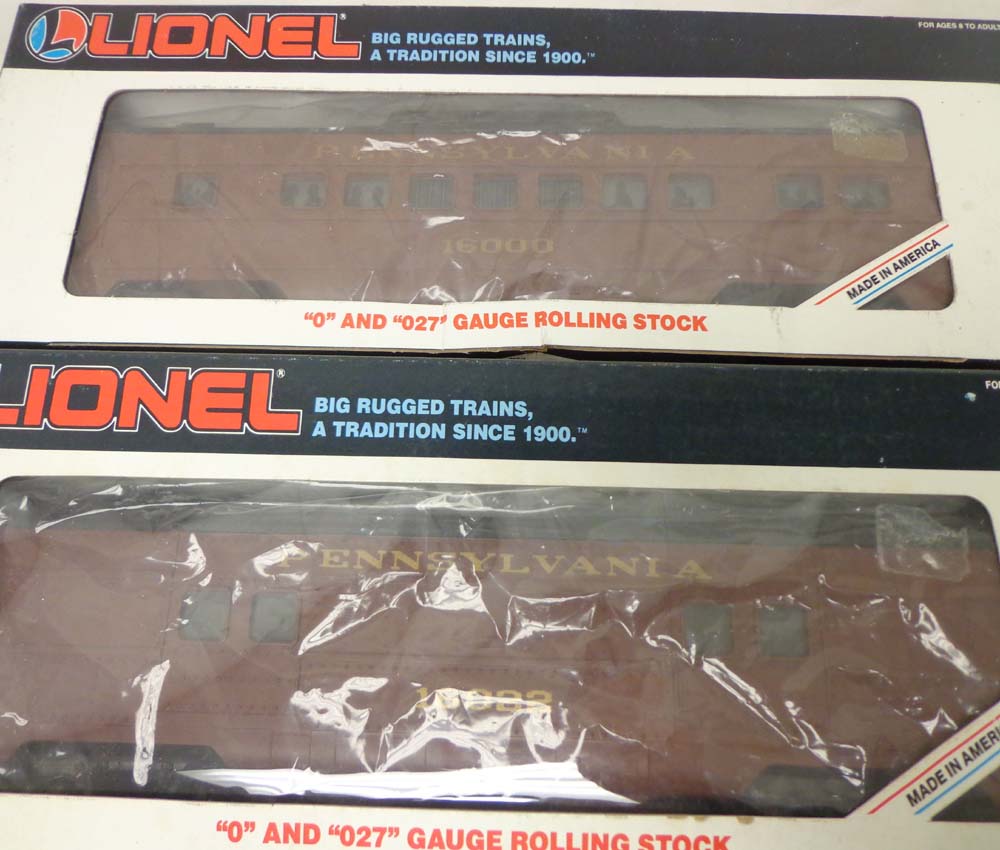 LIONEL®
BIG RUGGED TRAINS,
A TRADITION SINCE 1900.™
FOR AGES 8 TO ADULT
PENNSYLVANIA
16000
MADE IN AMERICA
"O" AND "027" GAUGE ROLLING STOCK
LIONEL®
BIG RUGGED TRAINS,
A TRADITION SINCE 1900.™
FO
PENNSYLVANIA
MADE IN AMERICA
"O" AND "027" GAUGE ROLLING STOCK